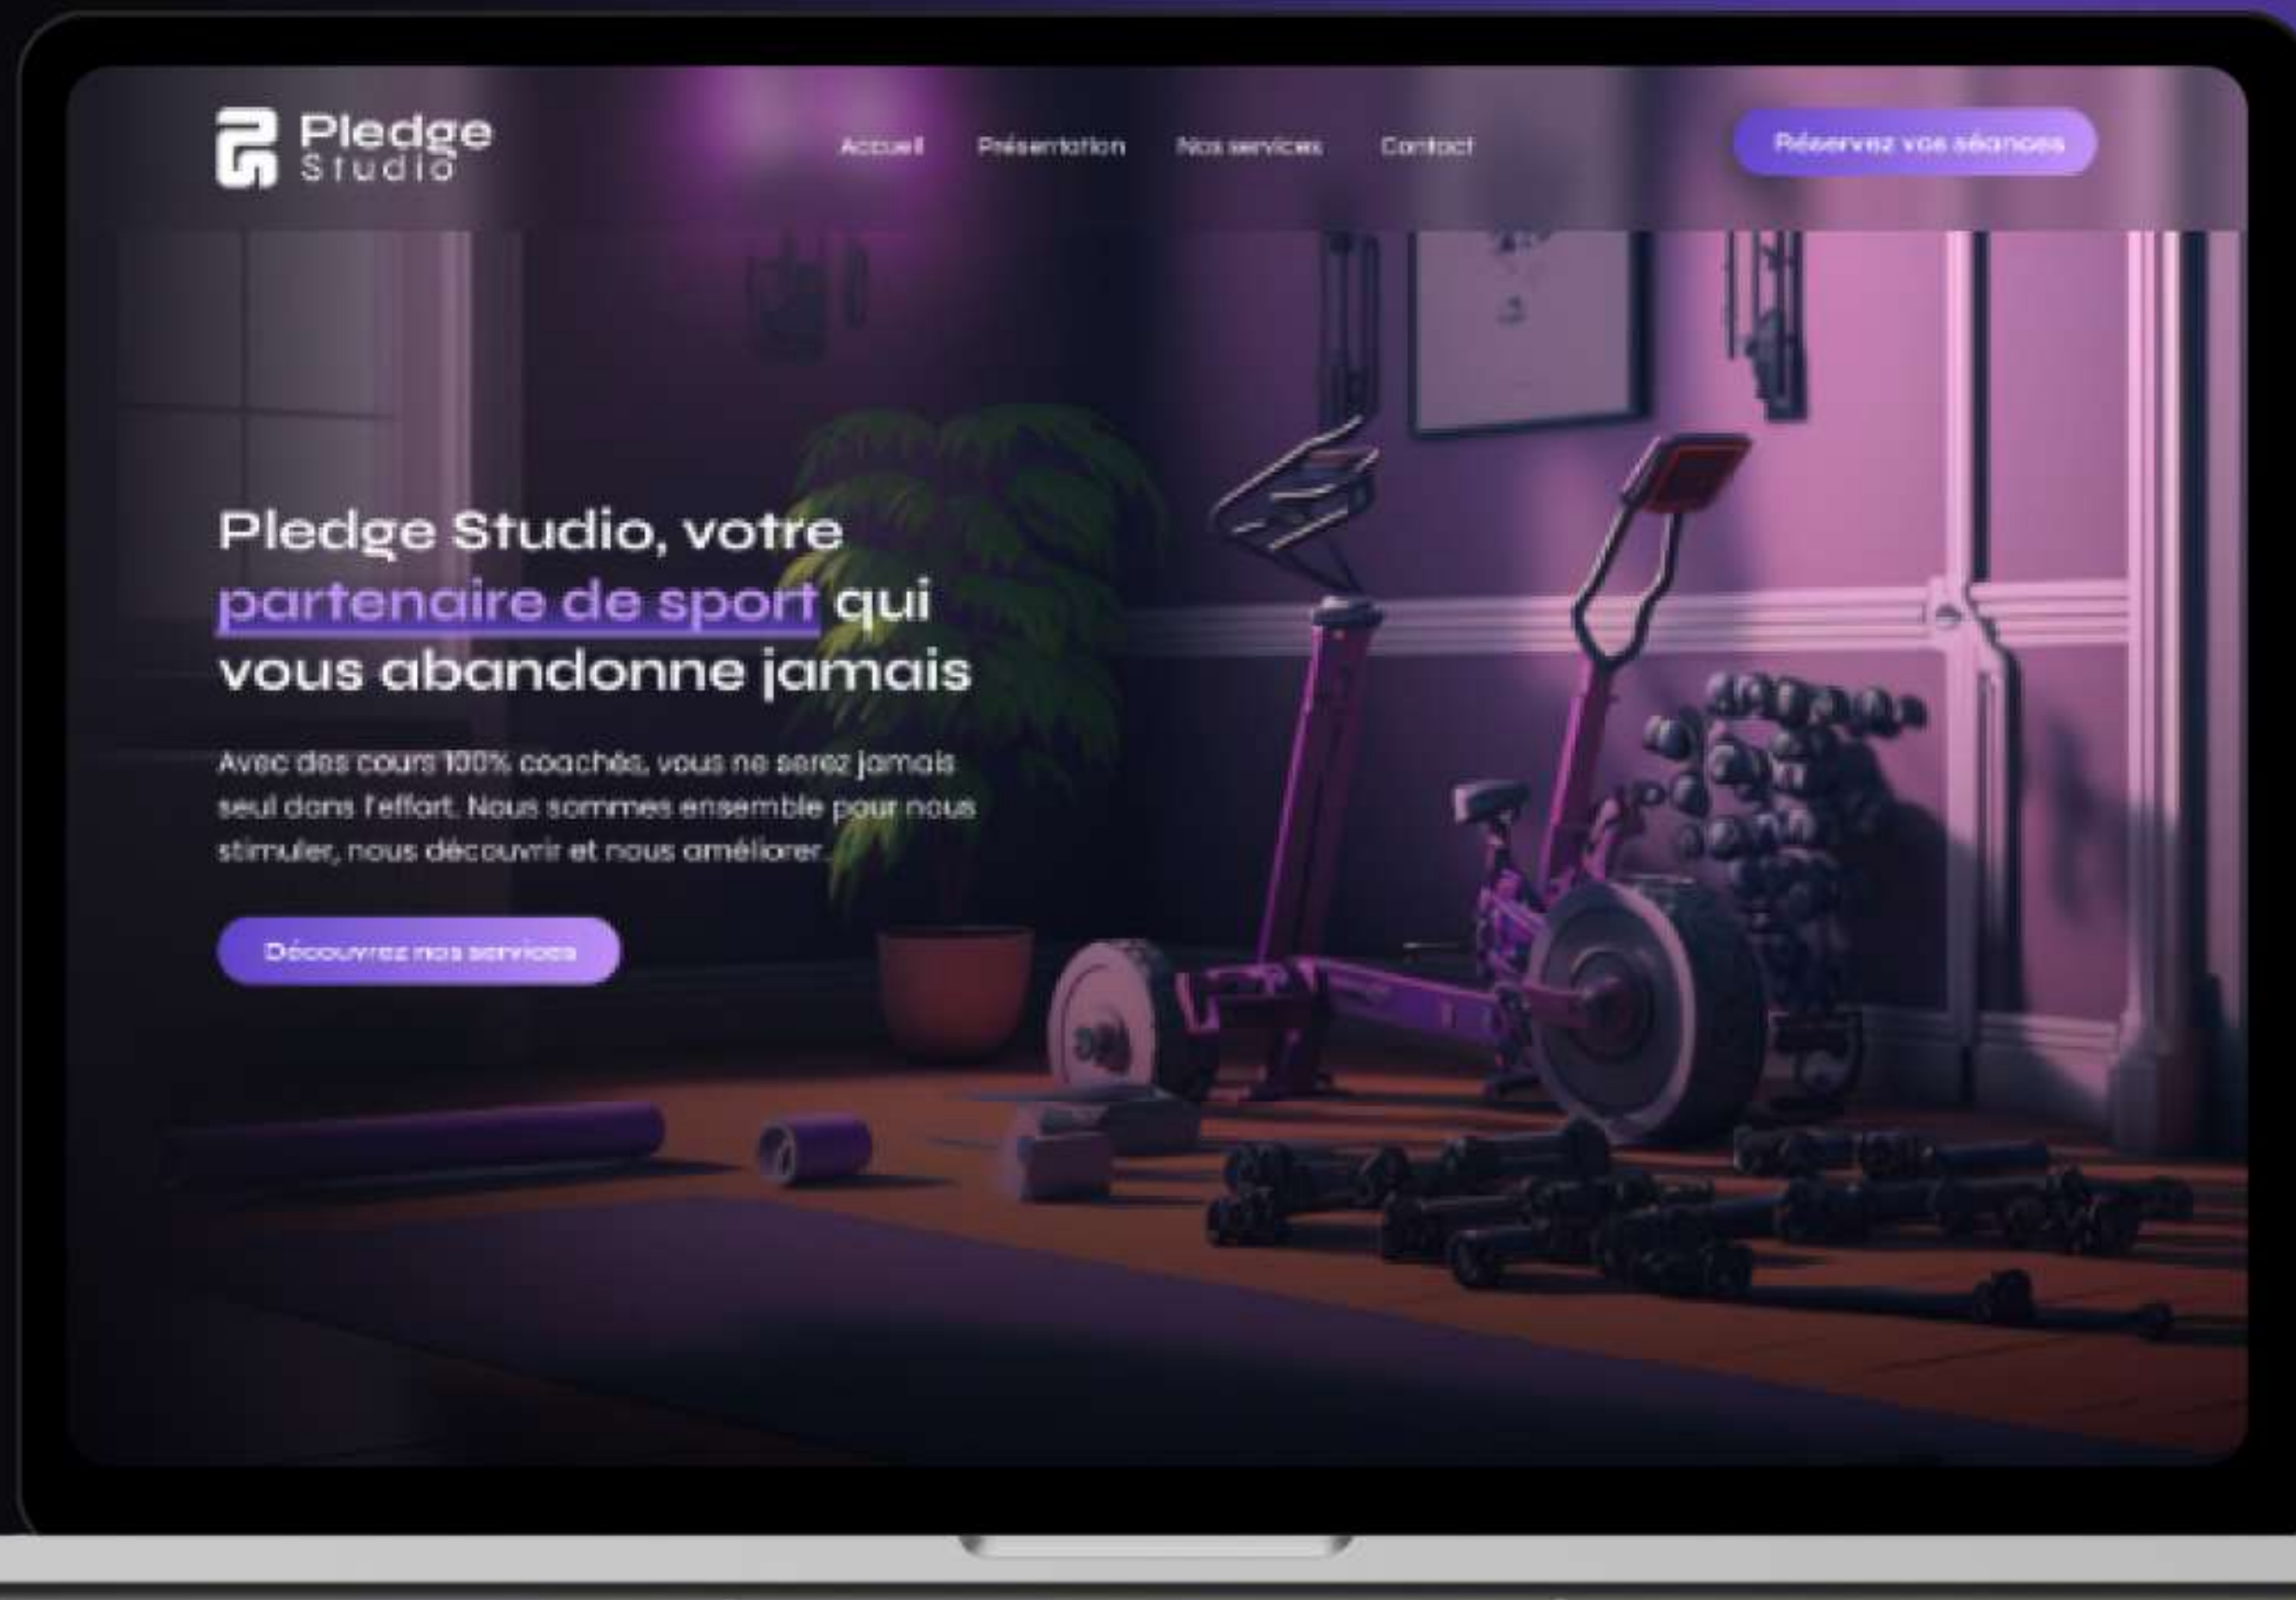 Pledge
Studio
Accueil
Présentation
Nos services
Contact
Réservez vos séances
Pledge Studio, votre
partenaire de sport qui
vous abandonne jamais
Avec des cours 100% coachés, vous ne serez jamais
seul dans l'effort. Nous sommes ensemble pour nous
stimuler, nous découvrir et nous améliorer.
Découvrez nos services